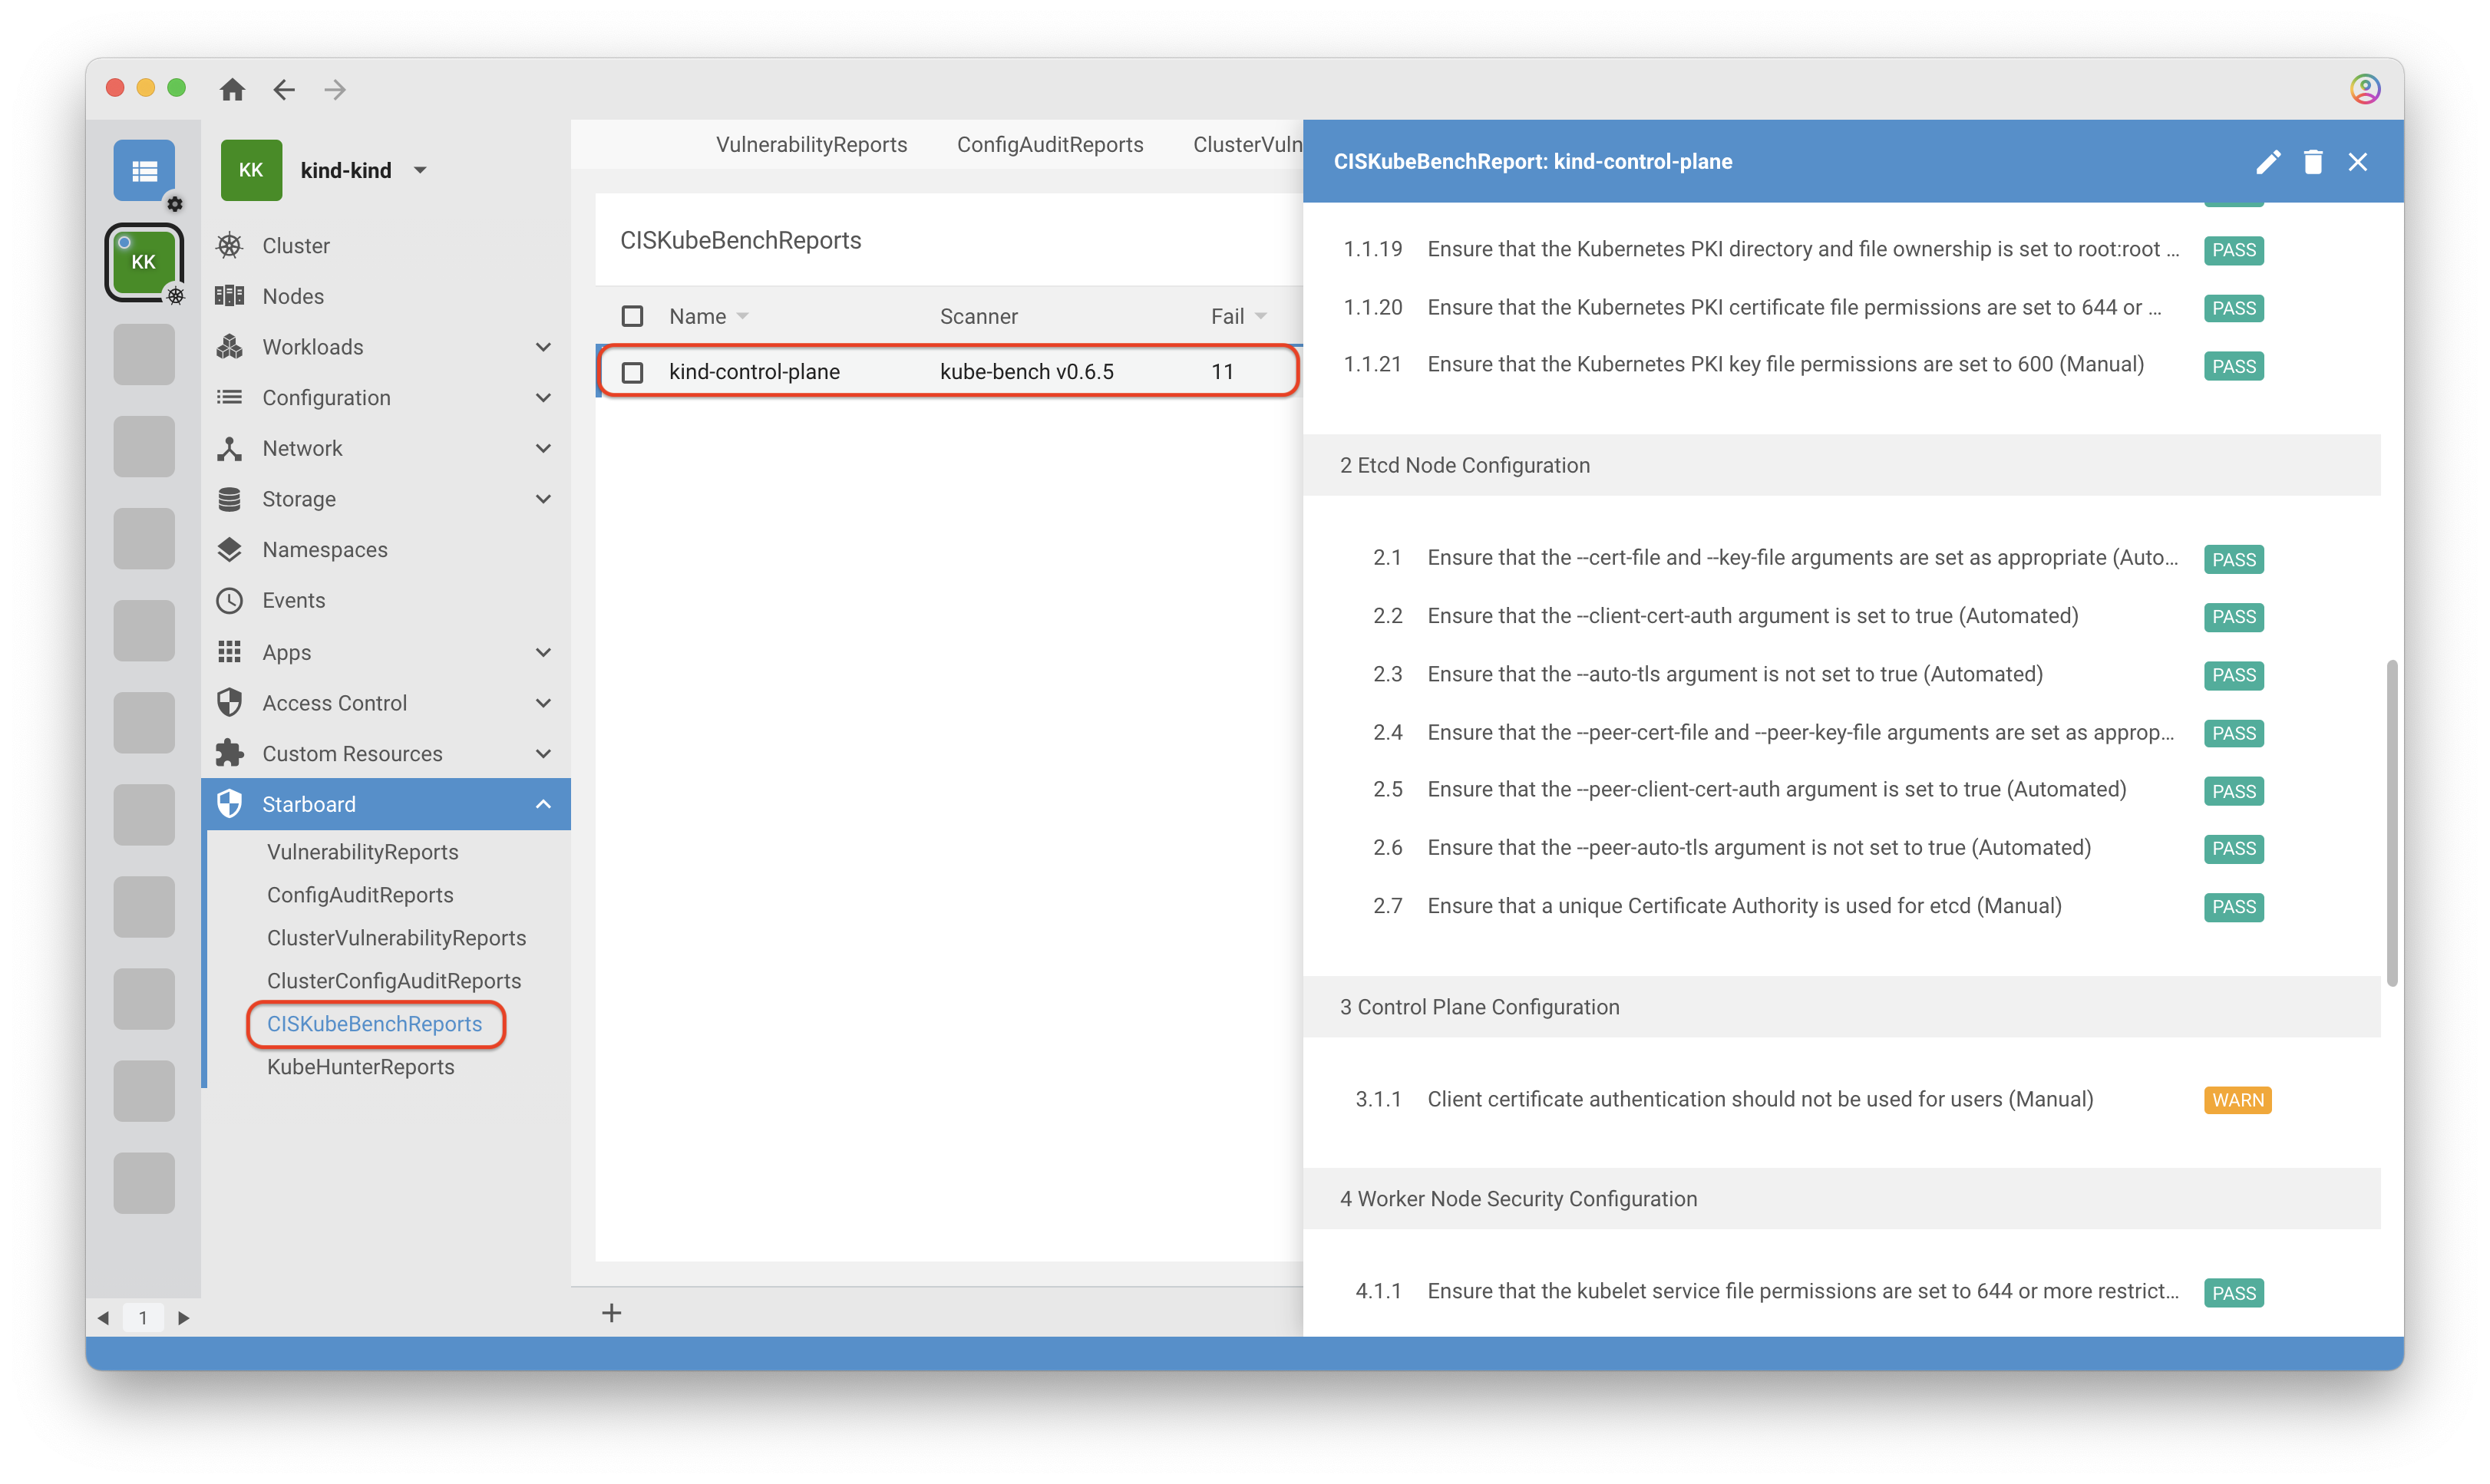 KK
kind-kind
KK
Cluster
Nodes
Workloads
Configuration
Network
Storage
Namespaces
Events
Apps
Access Control
Custom Resources
Starboard
VulnerabilityReports
ConfigAuditReports
ClusterVulnerabilityReports
ClusterConfigAuditReports
CISKubeBenchReports
KubeHunterReports
1
VulnerabilityReports ConfigAuditReports ClusterVuln
CISKubeBenchReports
Name Scanner Fail
kind-control-plane kube-bench v0.6.5 11
CISKubeBenchReport: kind-control-plane
1.1.19 Ensure that the Kubernetes PKI directory and file ownership is set to root:root ... PASS
1.1.20 Ensure that the Kubernetes PKI certificate file permissions are set to 644 or ... PASS
1.1.21 Ensure that the Kubernetes PKI key file permissions are set to 600 (Manual) PASS
2 Etcd Node Configuration
2.1 Ensure that the --cert-file and --key-file arguments are set as appropriate (Auto... PASS
2.2 Ensure that the --client-cert-auth argument is set to true (Automated) PASS
2.3 Ensure that the --auto-tls argument is not set to true (Automated) PASS
2.4 Ensure that the --peer-cert-file and --peer-key-file arguments are set as approp... PASS
2.5 Ensure that the --peer-client-cert-auth argument is set to true (Automated) PASS
2.6 Ensure that the --peer-auto-tls argument is not set to true (Automated) PASS
2.7 Ensure that a unique Certificate Authority is used for etcd (Manual) PASS
3 Control Plane Configuration
3.1.1 Client certificate authentication should not be used for users (Manual) WARN
4 Worker Node Security Configuration
4.1.1 Ensure that the kubelet service file permissions are set to 644 or more restrict... PASS